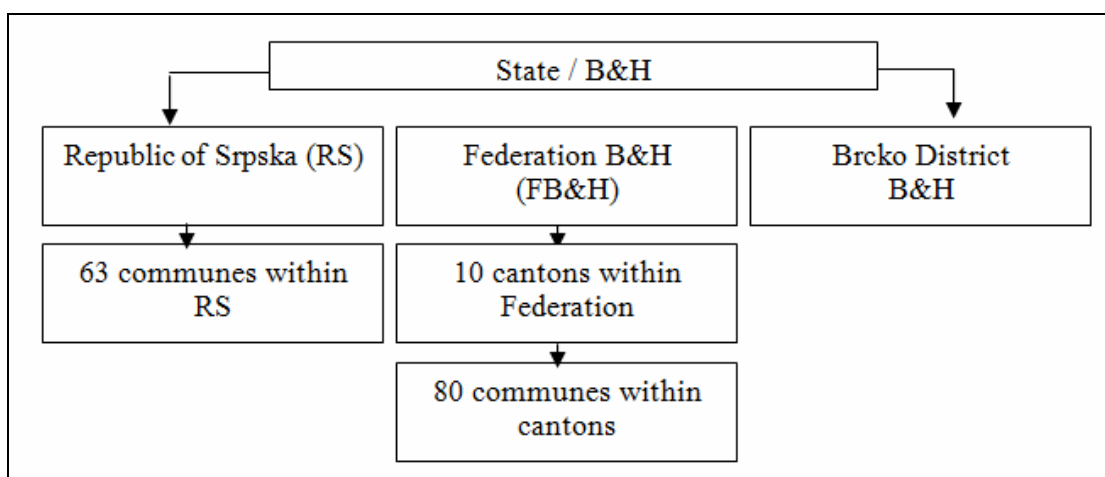 State / B&H
Republic of Srpska (RS)
Federation B&H
(FB&H)
Brcko District
B&H
63 communes within
RS
10 cantons within
Federation
80 communes within
cantons